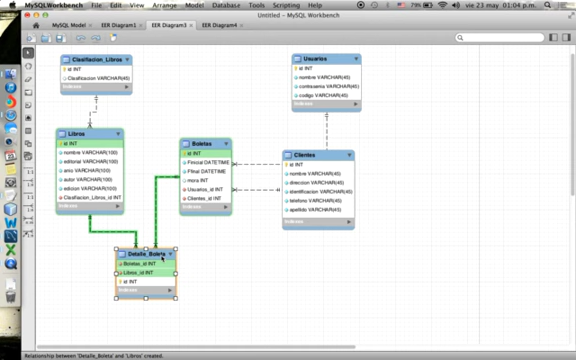 MySQLWorkbench File Edit View Arrange Model Database Tools Scripting Help
79% vie 23 may 01:04 p.m.
Untitled - MySQL Workbench
MySQL Model EER Diagram1 EER Diagram3 EER Diagram4
Clasifiacion_Libros
id INT
Clasificacion VARCHAR(45)
Indexes
Usuarios
id INT
nombre VARCHAR(45)
contrasena VARCHAR(45)
codigo VARCHAR(45)
Indexes
Libros
id INT
nombre VARCHAR(100)
editorial VARCHAR(100)
anio VARCHAR(100)
autor VARCHAR(100)
edicion VARCHAR(100)
Clasifiacion_Libros_id INT
Indexes
Boletas
id INT
FInicial DATETIME
FFinal DATETIME
mora INT
Usuarios_id INT
Clientes_id INT
Indexes
Clientes
id INT
nombre VARCHAR(45)
direccion VARCHAR(45)
identificacion VARCHAR(45)
telefono VARCHAR(45)
apellido VARCHAR(45)
Indexes
Detalle_Boleta
Boletas_id INT
Libros_id INT
id INT
Indexes
Relationship between 'Detalle_Boleta' and 'Libros' created.